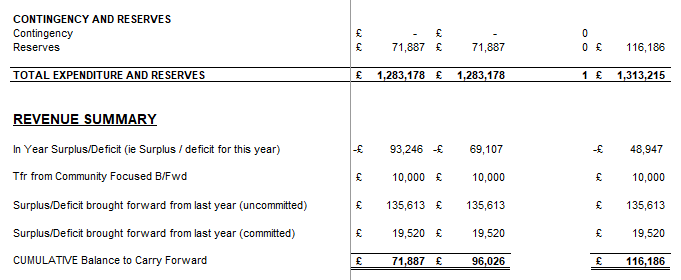 CONTINGENCY AND RESERVES
Contingency £ - £ - 0
Reserves £ 71,887 £ 71,887 0 £ 116,186
TOTAL EXPENDITURE AND RESERVES £ 1,283,178 £ 1,283,178 1 £ 1,313,215
REVENUE SUMMARY
In Year Surplus/Deficit (ie Surplus / deficit for this year) -£ 93,246 -£ 69,107 -£ 48,947
Tfr from Community Focused B/Fwd £ 10,000 £ 10,000 £ 10,000
Surplus/Deficit brought forward from last year (uncommitted) £ 135,613 £ 135,613 £ 135,613
Surplus/Deficit brought forward from last year (committed) £ 19,520 £ 19,520 £ 19,520
CUMULATIVE Balance to Carry Forward £ 71,887 £ 96,026 £ 116,186